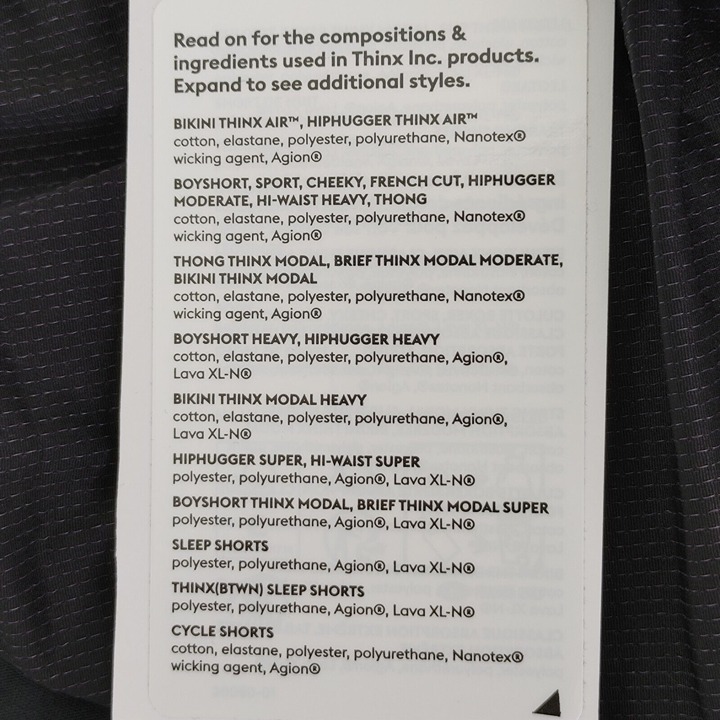 Read on for the compositions &
ingredients used in Thinx Inc. products.
Expand to see additional styles.
BIKINI THINX AIR™, HIPHUGGER THINX AIR™
cotton, elastane, polyester, polyurethane, Nanotex®
wicking agent, Agion®
BOYSHORT, SPORT, CHEEKY, FRENCH CUT, HIPHUGGER
MODERATE, HI-WAIST HEAVY, THONG
cotton, elastane, polyester, polyurethane, Nanotex®
wicking agent, Agion®
THONG THINX MODAL, BRIEF THINX MODAL MODERATE,
BIKINI THINX MODAL
cotton, elastane, polyester, polyurethane, Nanotex®
wicking agent, Agion®
BOYSHORT HEAVY, HIPHUGGER HEAVY
cotton, elastane, polyester, polyurethane, Agion®,
Lava XL-N®
BIKINI THINX MODAL HEAVY
cotton, elastane, polyester, polyurethane, Agion®,
Lava XL-N®
HIPHUGGER SUPER, HI-WAIST SUPER
polyester, polyurethane, Agion®, Lava XL-N®
BOYSHORT THINX MODAL, BRIEF THINX MODAL SUPER
polyester, polyurethane, Agion®, Lava XL-N®
SLEEP SHORTS
polyester, polyurethane, Agion®, Lava XL-N®
THINX(BTWN) SLEEP SHORTS
polyester, polyurethane, Agion®, Lava XL-N®
CYCLE SHORTS
cotton, elastane, polyester, polyurethane, Nanotex®
wicking agent, Agion®